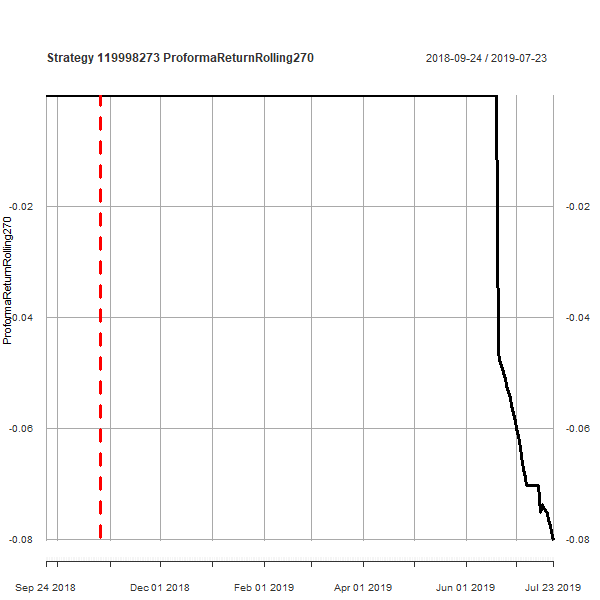 Strategy 119998273 ProformaReturnRolling270
2018-09-24 / 2019-07-23
ProformaReturnRolling270
-0.02
-0.04
-0.06
-0.08
-0.02
-0.04
-0.06
-0.08
Sep 24 2018
Dec 01 2018
Feb 01 2019
Apr 01 2019
Jun 01 2019
Jul 23 2019